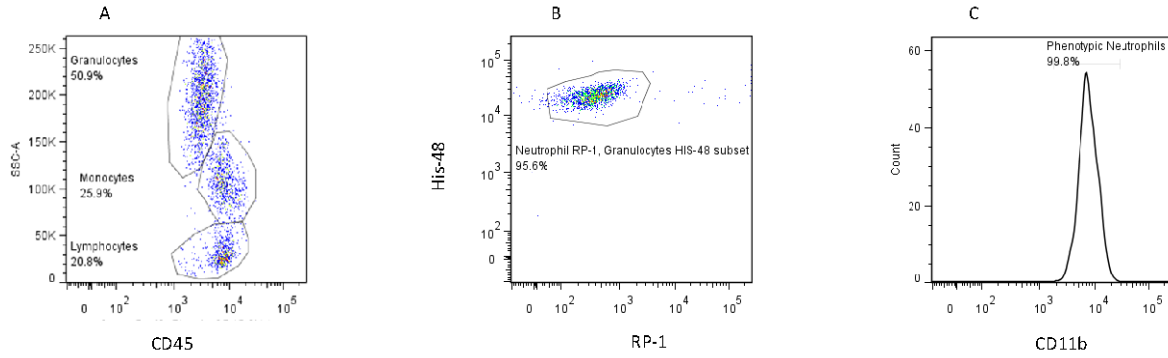 A
250K
Granulocytes
50.9%
200K
150K
SSC-A
Monocytes
100K
25.9%
50K
Lymphocytes
20.8%
0
0 10^2 10^3 10^4 10^5
CD45
B
10^5
10^4
His-48
Neutrophil RP-1, Granulocytes HIS-48 subset
95.6%
10^3
10^2
0
0 10^2 10^3 10^4 10^5
RP-1
C
60
Phenotypic Neutrophils
99.8%
40
Count
20
0
0 10^2 10^3 10^4 10^5
CD11b